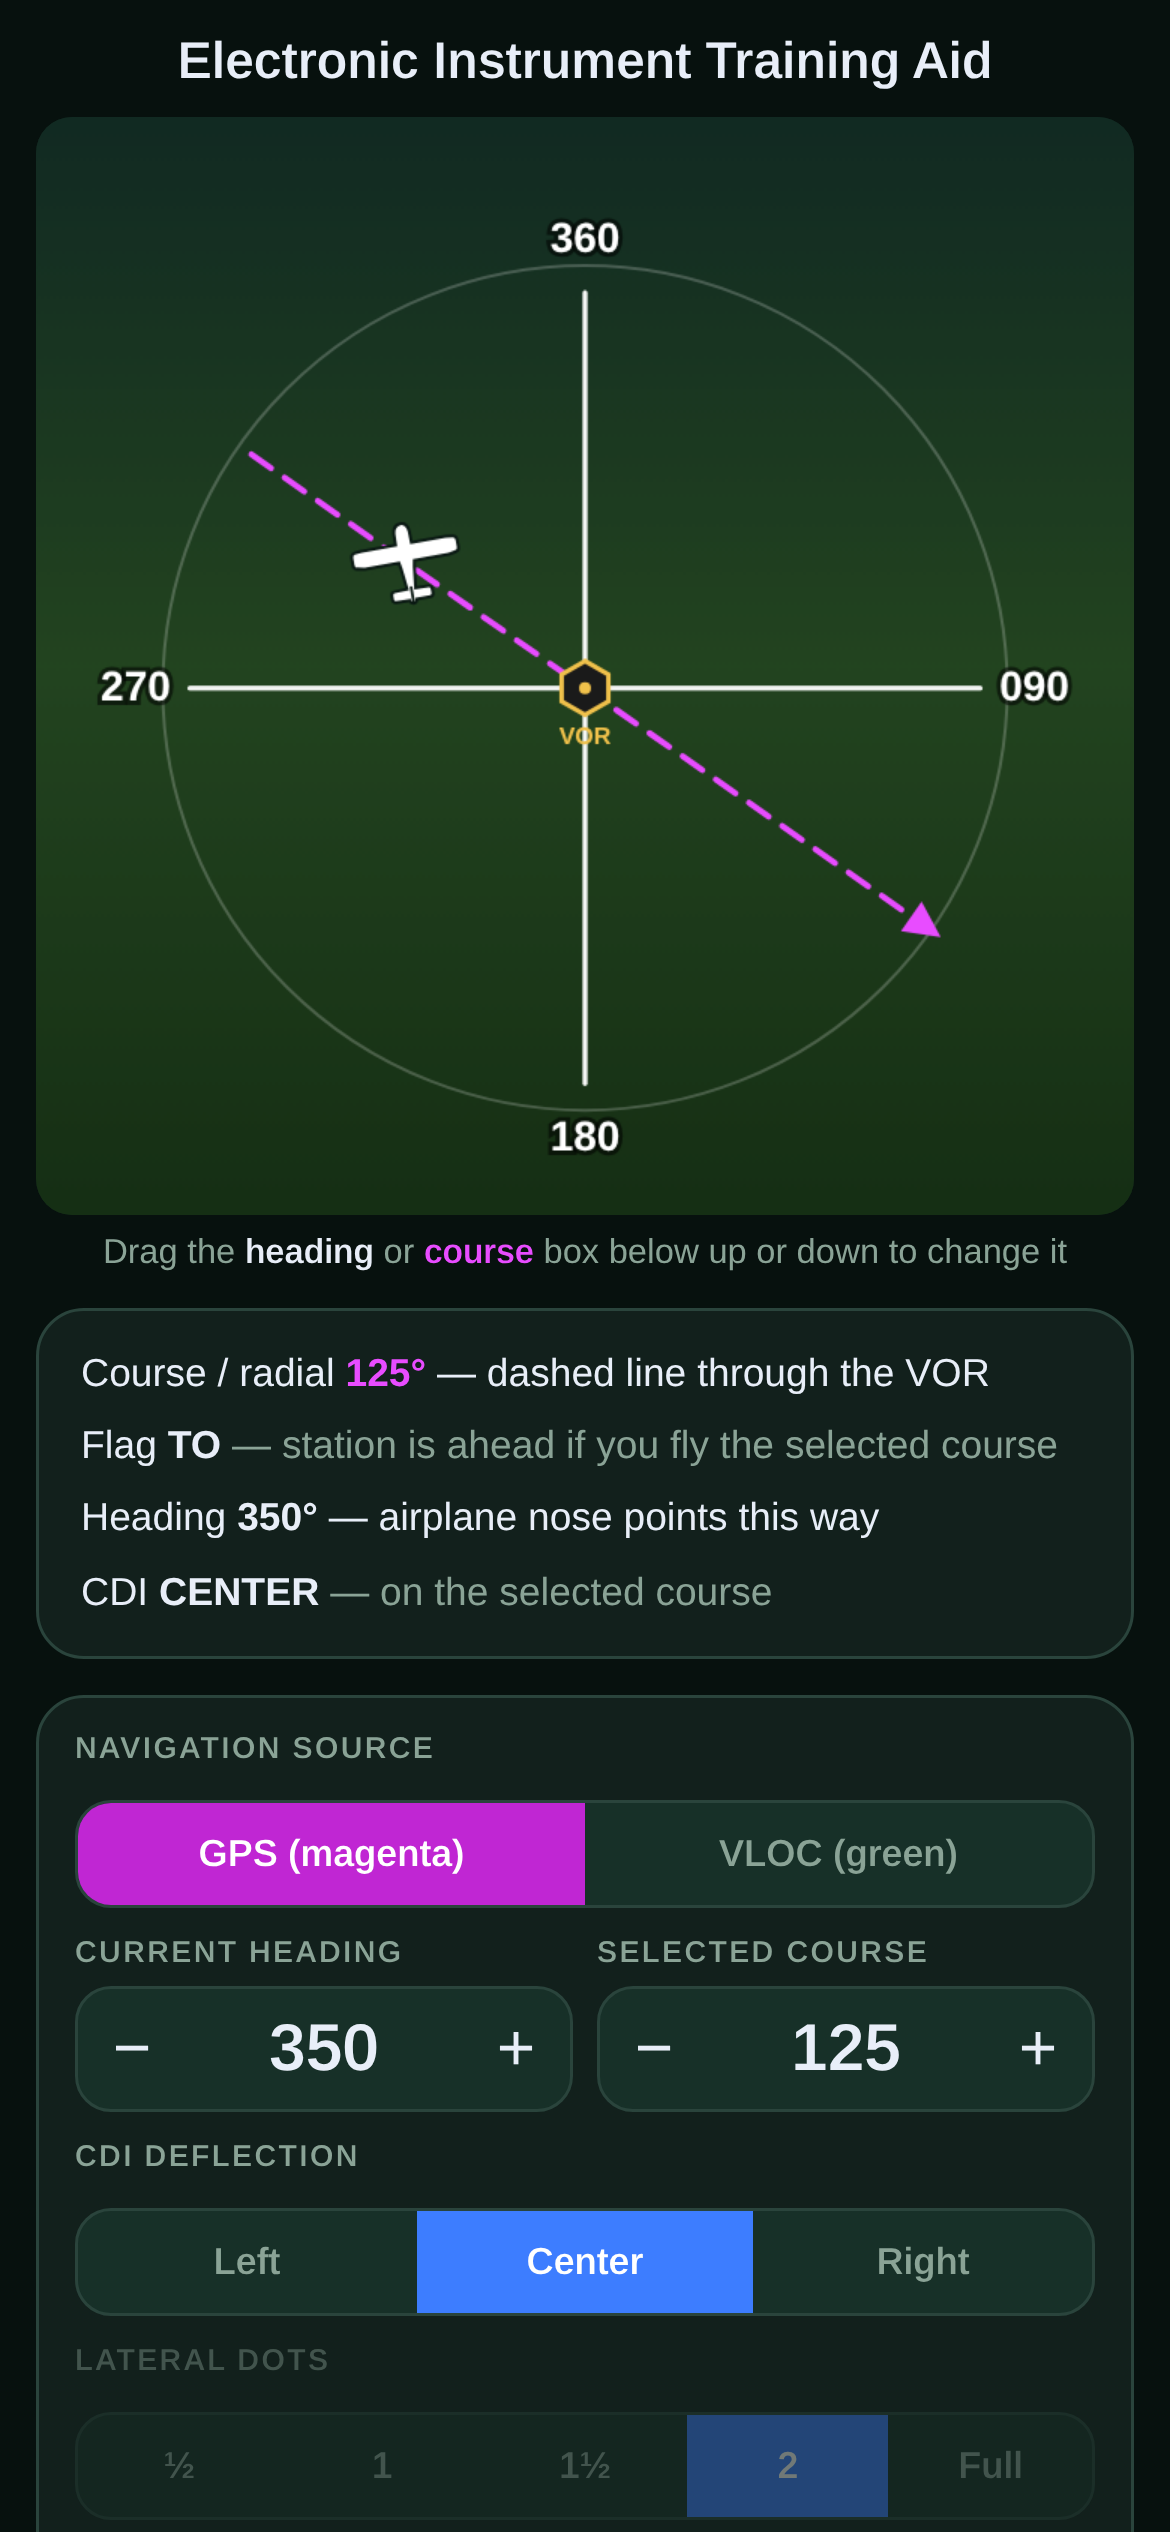 Electronic Instrument Training Aid
360
270
090
VOR
180
Drag the heading or course box below up or down to change it
Course / radial 125° — dashed line through the VOR
Flag TO — station is ahead if you fly the selected course
Heading 350° — airplane nose points this way
CDI CENTER — on the selected course
NAVIGATION SOURCE
GPS (magenta) VLOC (green)
CURRENT HEADING SELECTED COURSE
− 350 + − 125 +
CDI DEFLECTION
Left Center Right
LATERAL DOTS
½ 1 1½ 2 Full